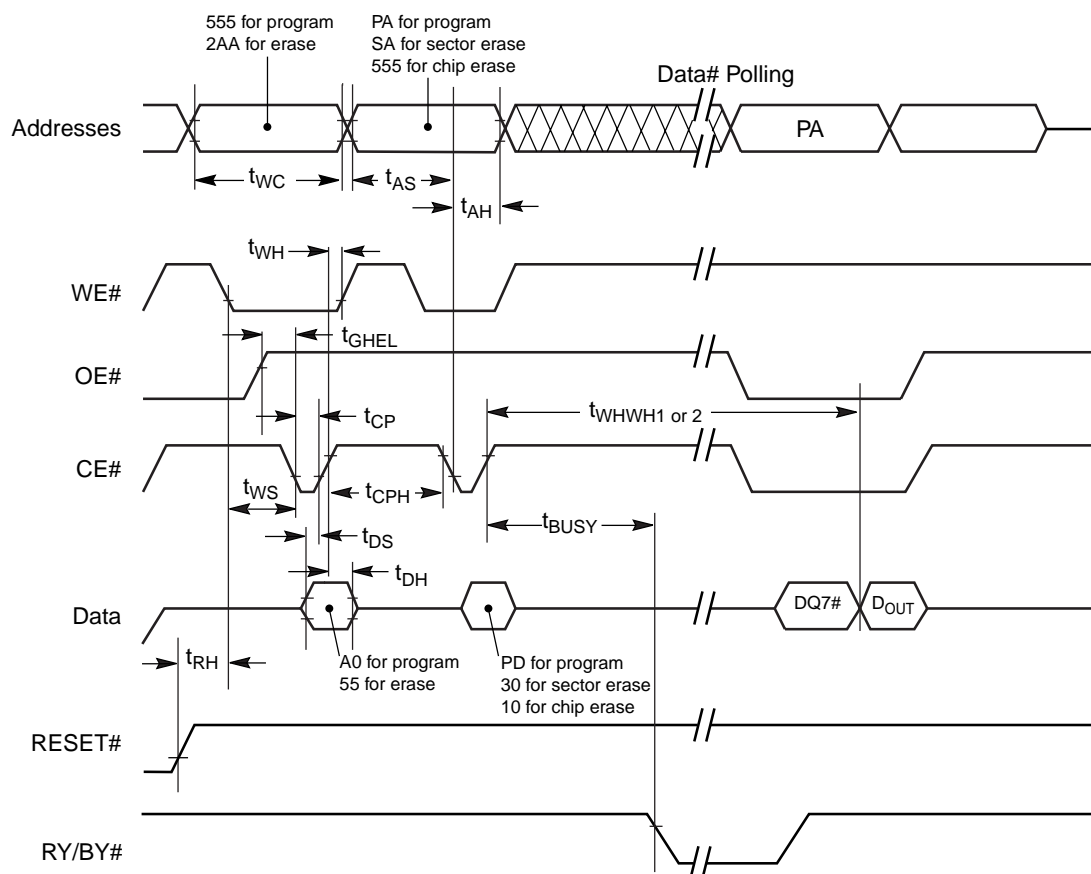 555 for program
2AA for erase
PA for program
SA for sector erase
555 for chip erase
Data# Polling
Addresses
PA
tWC
tAS
tAH
tWH
WE#
tGHEL
OE#
tWHWH1 or 2
tCP
CE#
tWS
tCPH
tBUSY
tDS
tDH
Data
DQ7#
DOUT
tRH
A0 for program
55 for erase
PD for program
30 for sector erase
10 for chip erase
RESET#
RY/BY#